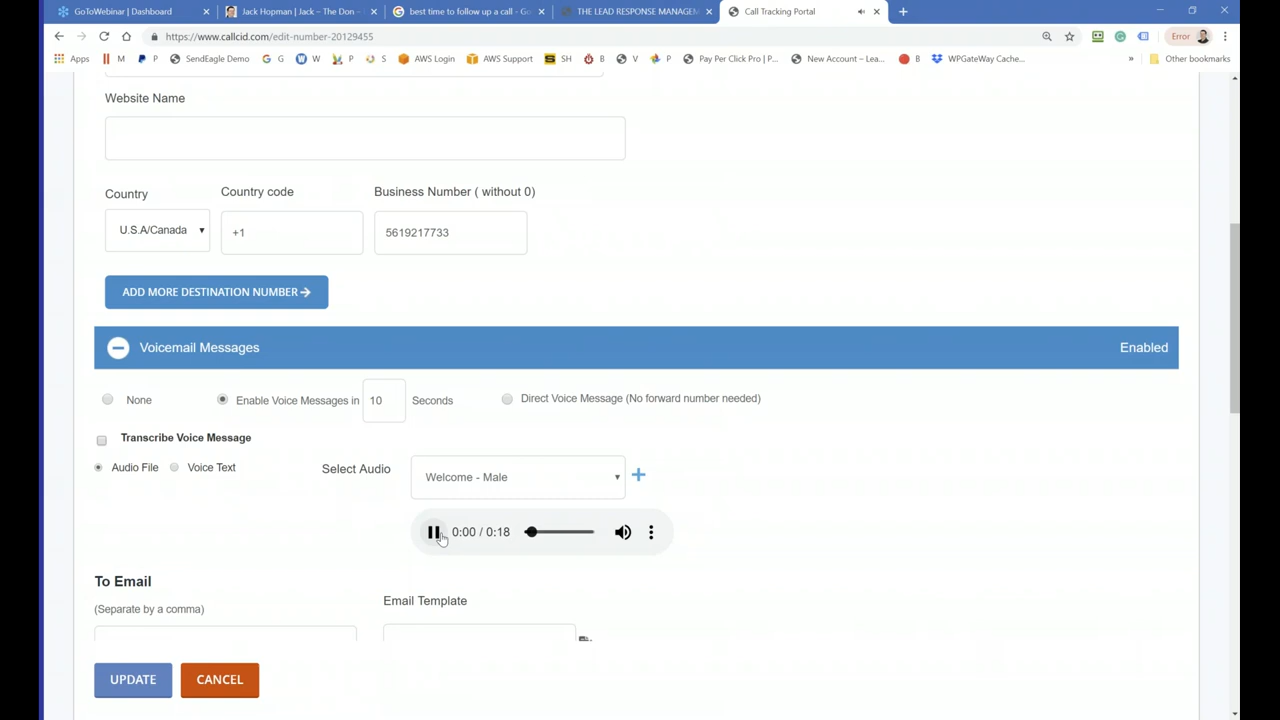 GoToWebinar | Dashboard
Jack Hopman | Jack – The Don –
best time to follow up a call - Go
THE LEAD RESPONSE MANAGEM
Call Tracking Portal
https://www.callcid.com/edit-number-20129455
Error
Apps M P SendEagle Demo G W P S AWS Login AWS Support SH B V P Pay Per Click Pro | P... New Account – Lea... B WPGateWay Cache... » Other bookmarks
Website Name
Country Country code Business Number ( without 0)
U.S.A/Canada +1 5619217733
ADD MORE DESTINATION NUMBER
Voicemail Messages Enabled
None Enable Voice Messages in 10 Seconds Direct Voice Message (No forward number needed)
Transcribe Voice Message
Audio File Voice Text Select Audio Welcome - Male
0:00 / 0:18
To Email
(Separate by a comma) Email Template
UPDATE CANCEL